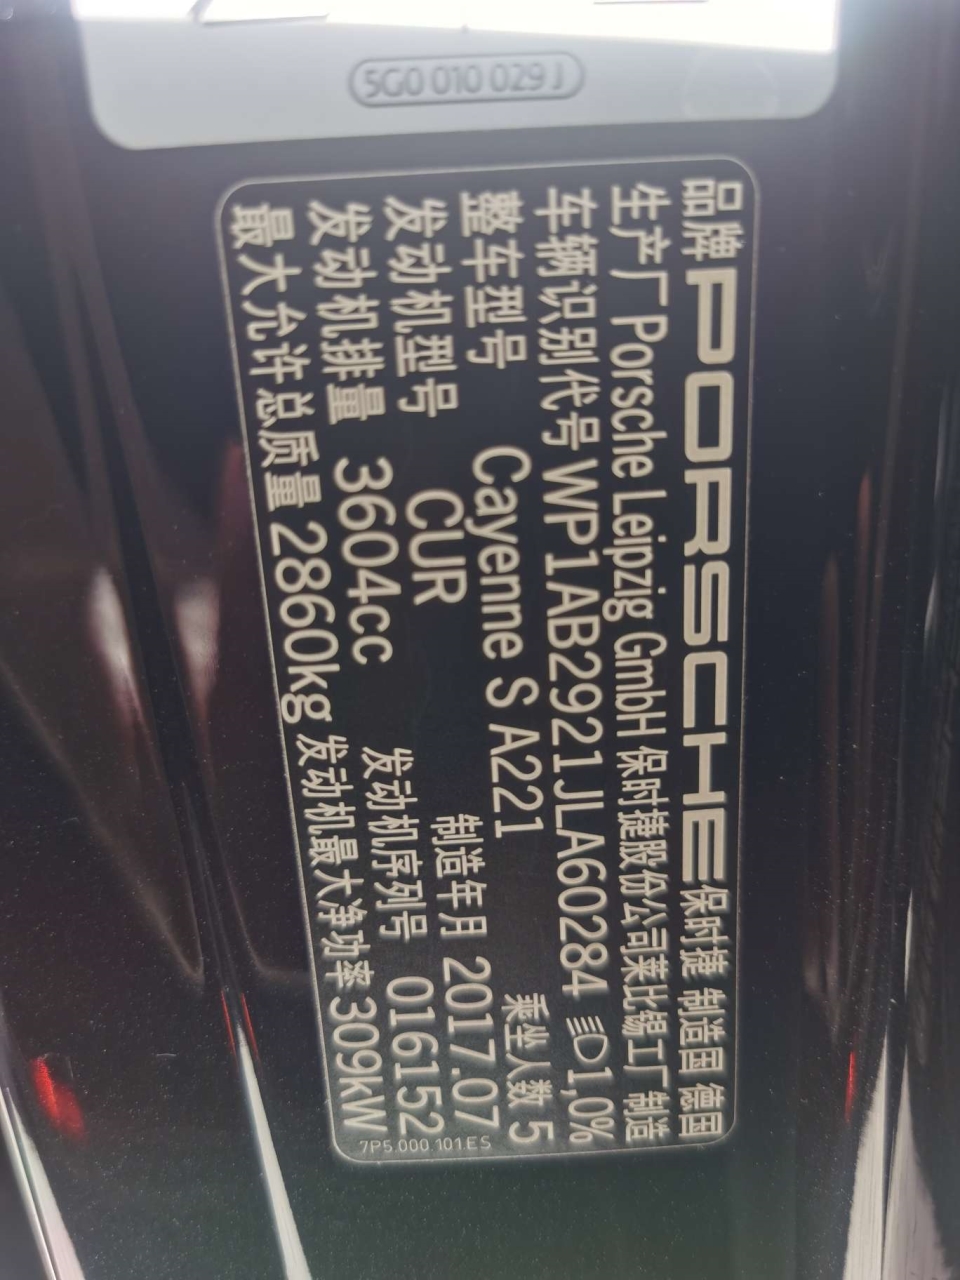 5G0 010 029 J
品牌 PORSCHE 保时捷 制造国 德国
生产厂 Porsche Leipzig GmbH 保时捷股份公司莱比锡工厂 制造
车辆识别代号 WP1AB2921JLA60284 1,0%
整车型号 Cayenne S A221 乘坐人数 5
发动机型号 CUR 制造年月 2017.07
发动机排量 3604cc 发动机序列号 016152
最大允许总质量 2860kg 发动机最大净功率 309kW
7P5.000.101.ES